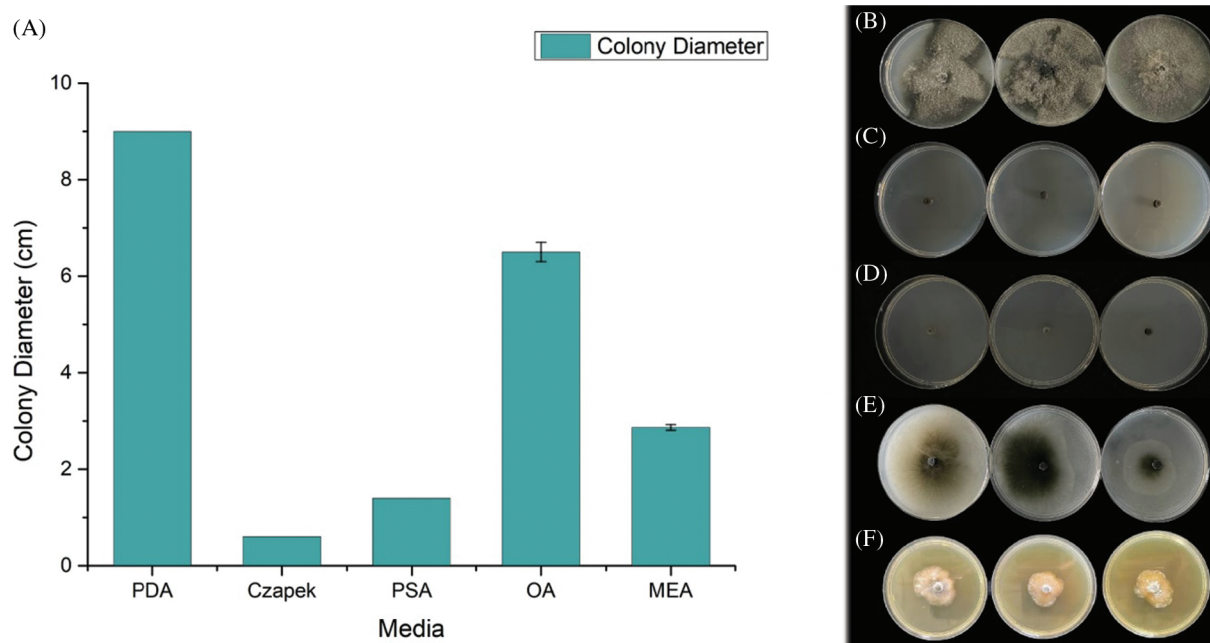 (A)
Colony Diameter
10
8
6
4
2
0
Colony Diameter (cm)
PDA Czapek PSA OA MEA
Media
(B)
(C)
(D)
(E)
(F)